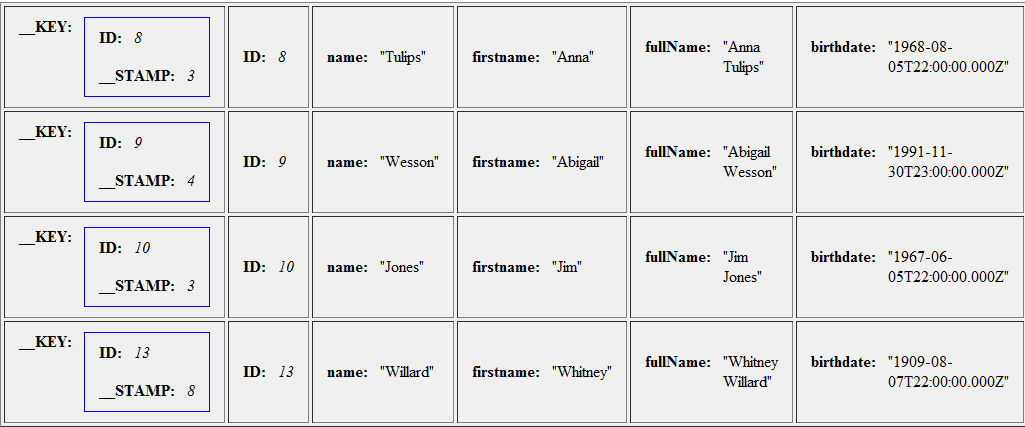 __KEY: ID: 8
__STAMP: 3
ID: 8
name: "Tulips"
firstname: "Anna"
fullName: "Anna
Tulips"
birthdate: "1968-08-
05T22:00:00.000Z"
__KEY: ID: 9
__STAMP: 4
ID: 9
name: "Wesson"
firstname: "Abigail"
fullName: "Abigail
Wesson"
birthdate: "1991-11-
30T23:00:00.000Z"
__KEY: ID: 10
__STAMP: 3
ID: 10
name: "Jones"
firstname: "Jim"
fullName: "Jim
Jones"
birthdate: "1967-06-
05T22:00:00.000Z"
__KEY: ID: 13
__STAMP: 8
ID: 13
name: "Willard"
firstname: "Whitney"
fullName: "Whitney
Willard"
birthdate: "1909-08-
07T22:00:00.000Z"